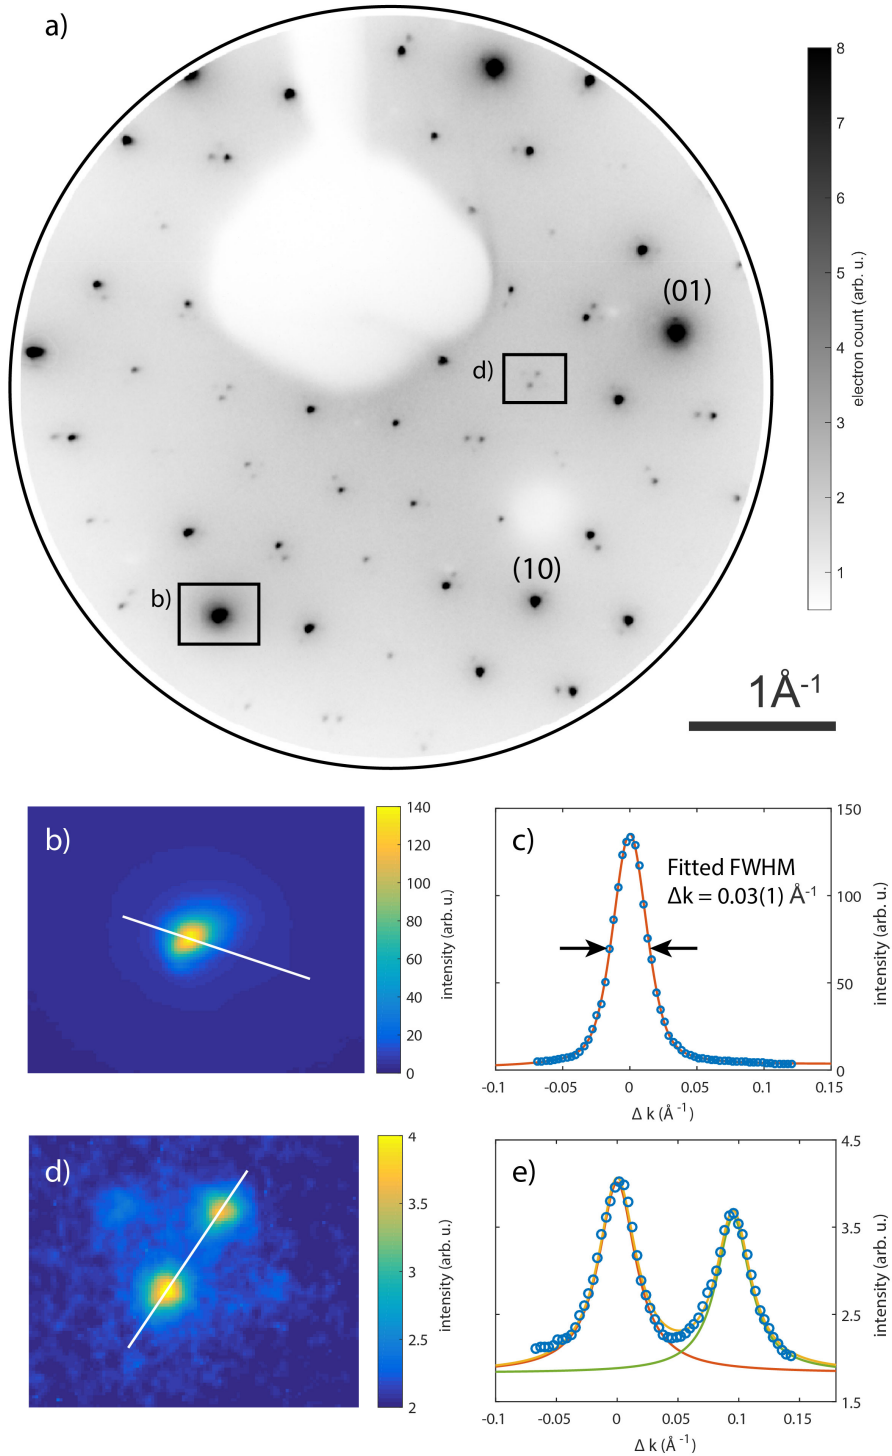 a)
8
7
6
5
4
3
2
1
electron count (arb. u.)
(01)
d)
(10)
b)
1Å-1
b)
140
120
100
80
60
40
20
0
intensity (arb. u.)
c)
Fitted FWHM
Δk = 0.03(1) Å-1
150
100
50
0
intensity (arb. u.)
-0.1 -0.05 0 0.05 0.1 0.15
Δ k (Å -1)
d)
4
3.5
3
2.5
2
intensity (arb. u.)
e)
4.5
3.5
2.5
1.5
intensity (arb. u.)
-0.1 -0.05 0 0.05 0.1 0.15
Δ k (Å -1)